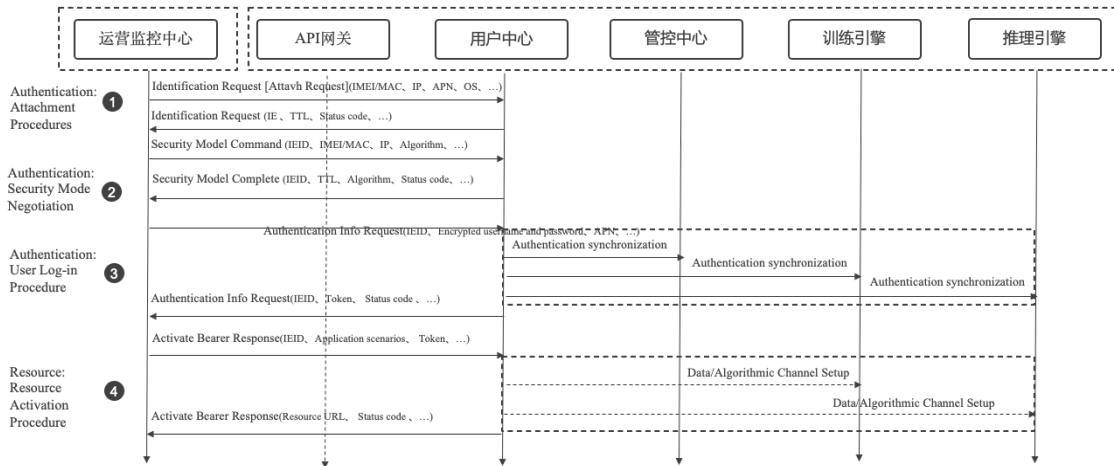 运营监控中心
API网关
用户中心
管控中心
训练引擎
推理引擎
Authentication:
Attachment
Procedures
1
Identification Request [Attavh Request](IMEI/MAC、IP、APN、OS、…)
Identification Request (IE 、TTL、Status code、…)
Security Model Command (IEID、IMEI/MAC、IP、Algorithm、…)
Authentication:
Security Mode
Negotiation
2
Security Model Complete (IEID、TTL、Algorithm、Status code、…)
Authentication Info Request(IEID、Encrypted username and password、APN、…)
Authentication:
User Log-in
Procedure
3
Authentication synchronization
Authentication synchronization
Authentication synchronization
Authentication Info Request(IEID、Token、 Status code 、…)
Activate Bearer Response(IEID、Application scenarios、 Token、…)
Resource:
Resource
Activation
Procedure
4
Data/Algorithmic Channel Setup
Data/Algorithmic Channel Setup
Activate Bearer Response(Resource URL、 Status code 、…)